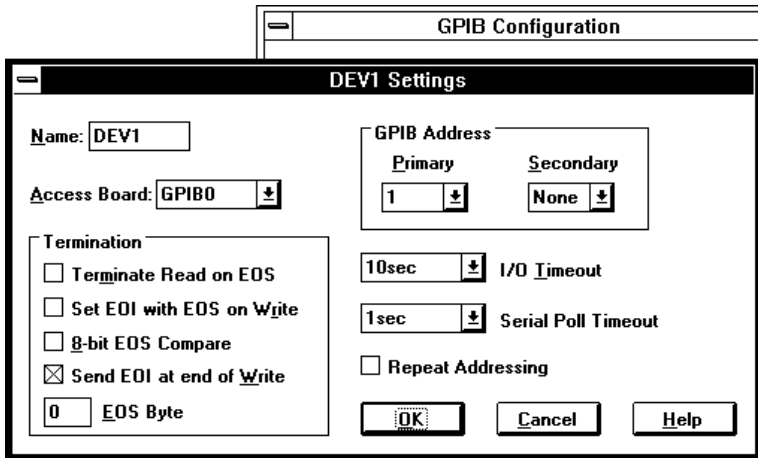 GPIB Configuration
DEV1 Settings
Name: DEV1
Access Board: GPIB0
GPIB Address
Primary Secondary
1 None
Termination
Terminate Read on EOS
Set EOI with EOS on Write
8-bit EOS Compare
Send EOI at end of Write
0 EOS Byte
10sec I/O Timeout
1sec Serial Poll Timeout
Repeat Addressing
OK Cancel Help